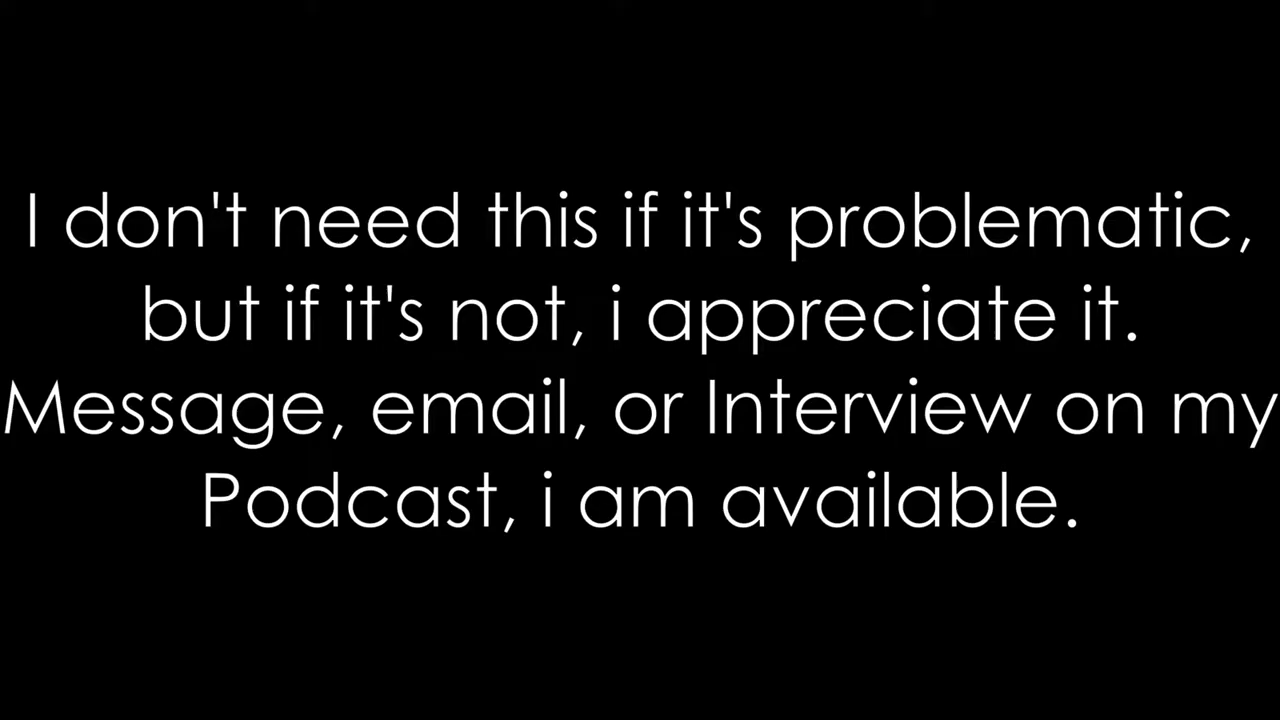 I don't need this if it's problematic,
but if it's not, i appreciate it.
Message, email, or Interview on my
Podcast, i am available.